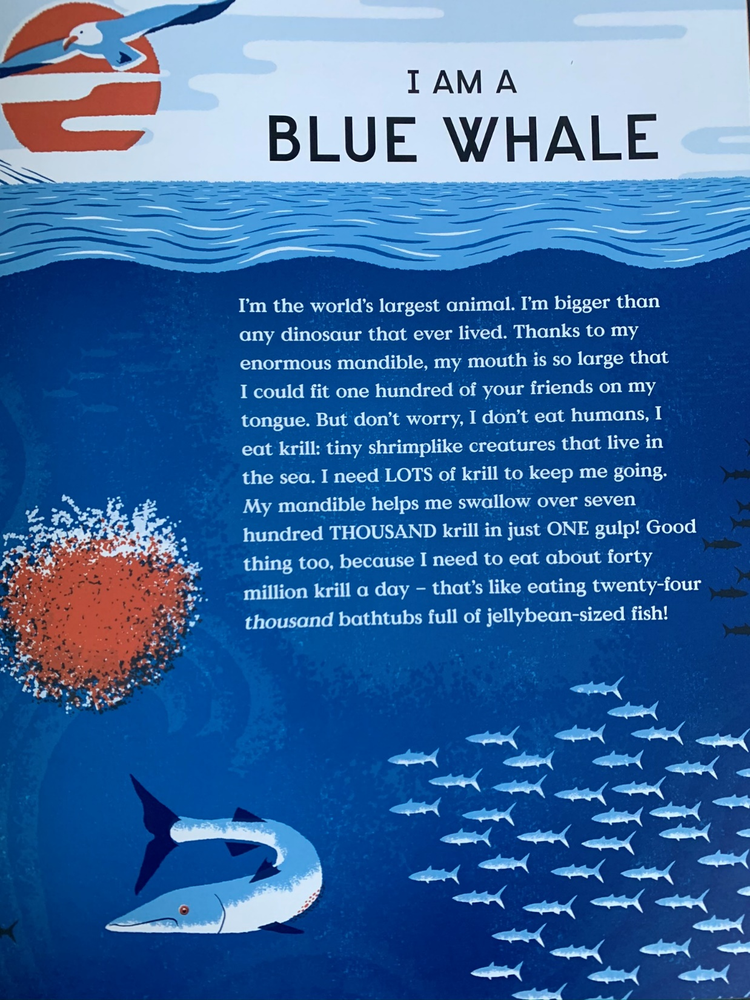 I AM A
BLUE WHALE
I'm the world's largest animal. I'm bigger than
any dinosaur that ever lived. Thanks to my
enormous mandible, my mouth is so large that
I could fit one hundred of your friends on my
tongue. But don't worry, I don't eat humans, I
eat krill: tiny shrimplike creatures that live in
the sea. I need LOTS of krill to keep me going.
My mandible helps me swallow over seven
hundred THOUSAND krill in just ONE gulp! Good
thing too, because I need to eat about forty
million krill a day – that's like eating twenty-four
thousand bathtubs full of jellybean-sized fish!